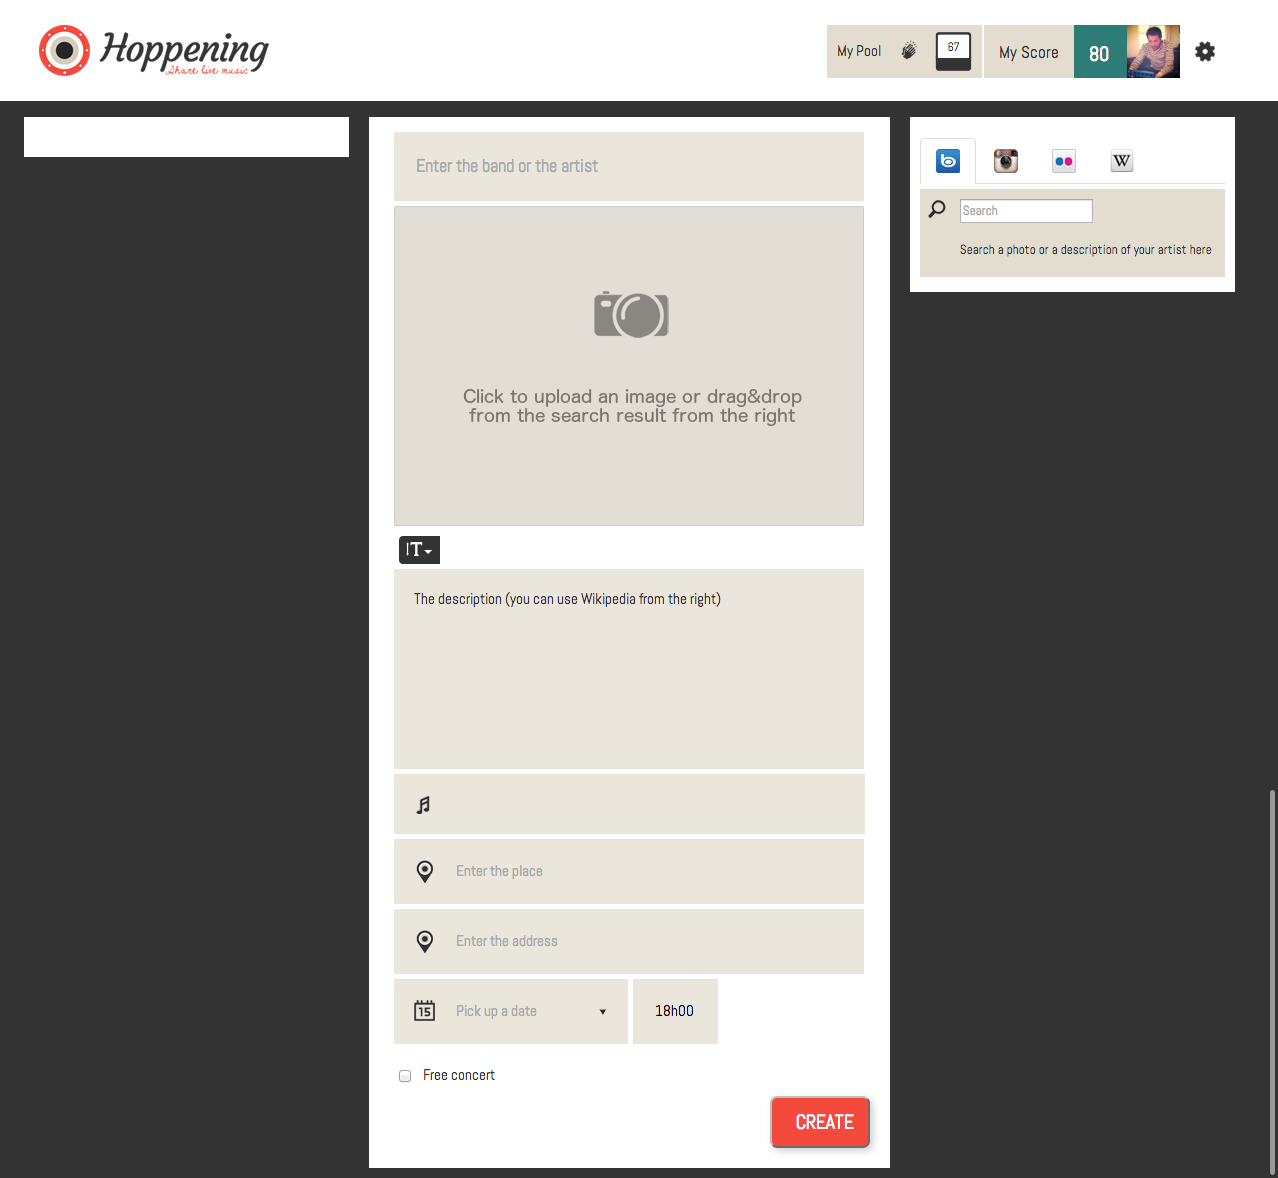 Hoppening
Share live music
My Pool
67
My Score
80
Enter the band or the artist
Click to upload an image or drag&drop
from the search result from the right
T
The description (you can use Wikipedia from the right)
Enter the place
Enter the address
15
Pick up a date
18h00
Free concert
CREATE
b
W
Search
Search a photo or a description of your artist here